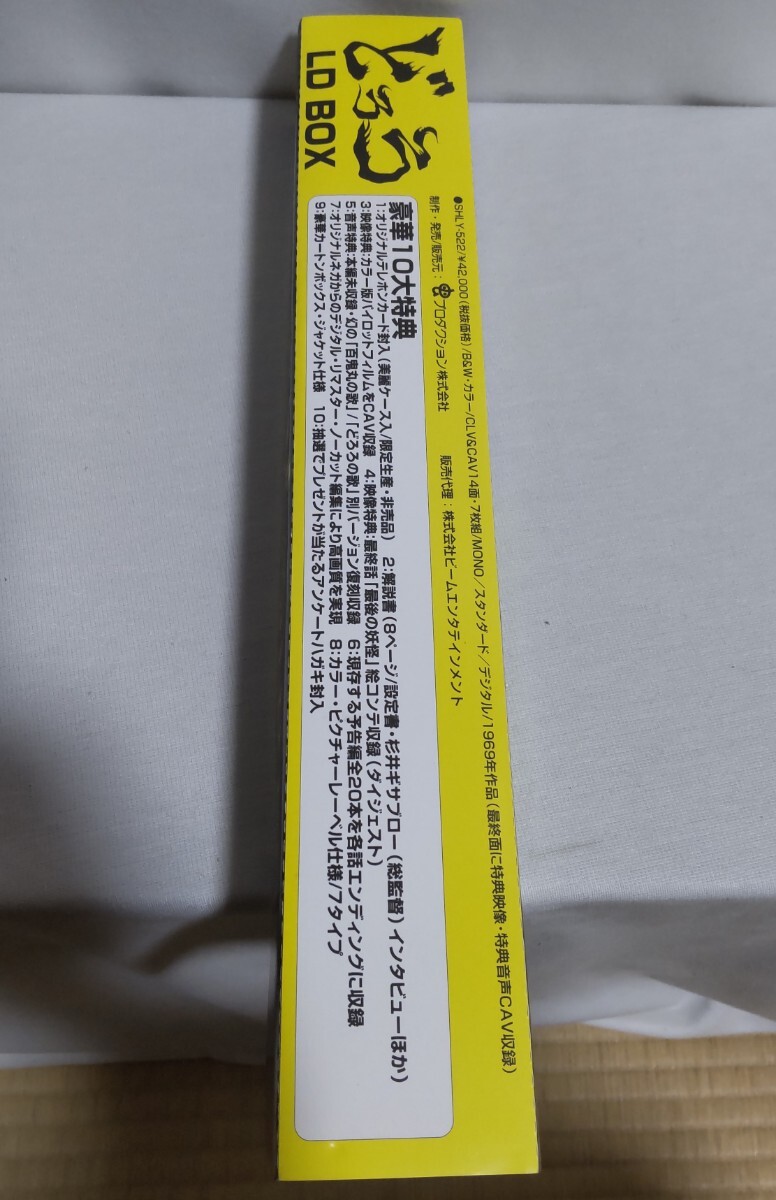 どろろ
LD BOX
●SHLY-522/¥42,000(税抜価格)/B&W・カラー/CLV&CAV14面・7枚組/MONO/スタンダード/デジタル/1969年作品(最終面に特典映像・特典音声CAV収録)
制作・発売/販売元:虫プロダクション株式会社 販売代理:株式会社ビームエンタテインメント
豪華10大特典
1:オリジナルテレホンカード封入(美麗ケース入/限定生産・非売品) 2:解説書(8ページ/設定書・杉井ギサブロー(総監督)インタビューほか)
3:映像特典:カラー版パイロットフィルムをCAV収録 4:映像特典:最終話「最後の妖怪」絵コンテ収録(ダイジェスト)
5:音声特典:本編未収録・幻の「百鬼丸の歌」/「どろろの歌」別バージョン復刻収録 6:現存する予告編全20本を各話エンディングに収録
7:オリジナルネガからのデジタル・リマスター・ノーカット編集により高画質を実現 8:カラー・ピクチャーレーベル仕様/7タイプ
9:豪華カートンボックス・ジャケット仕様 10:抽選でプレゼントが当たるアンケートハガキ封入